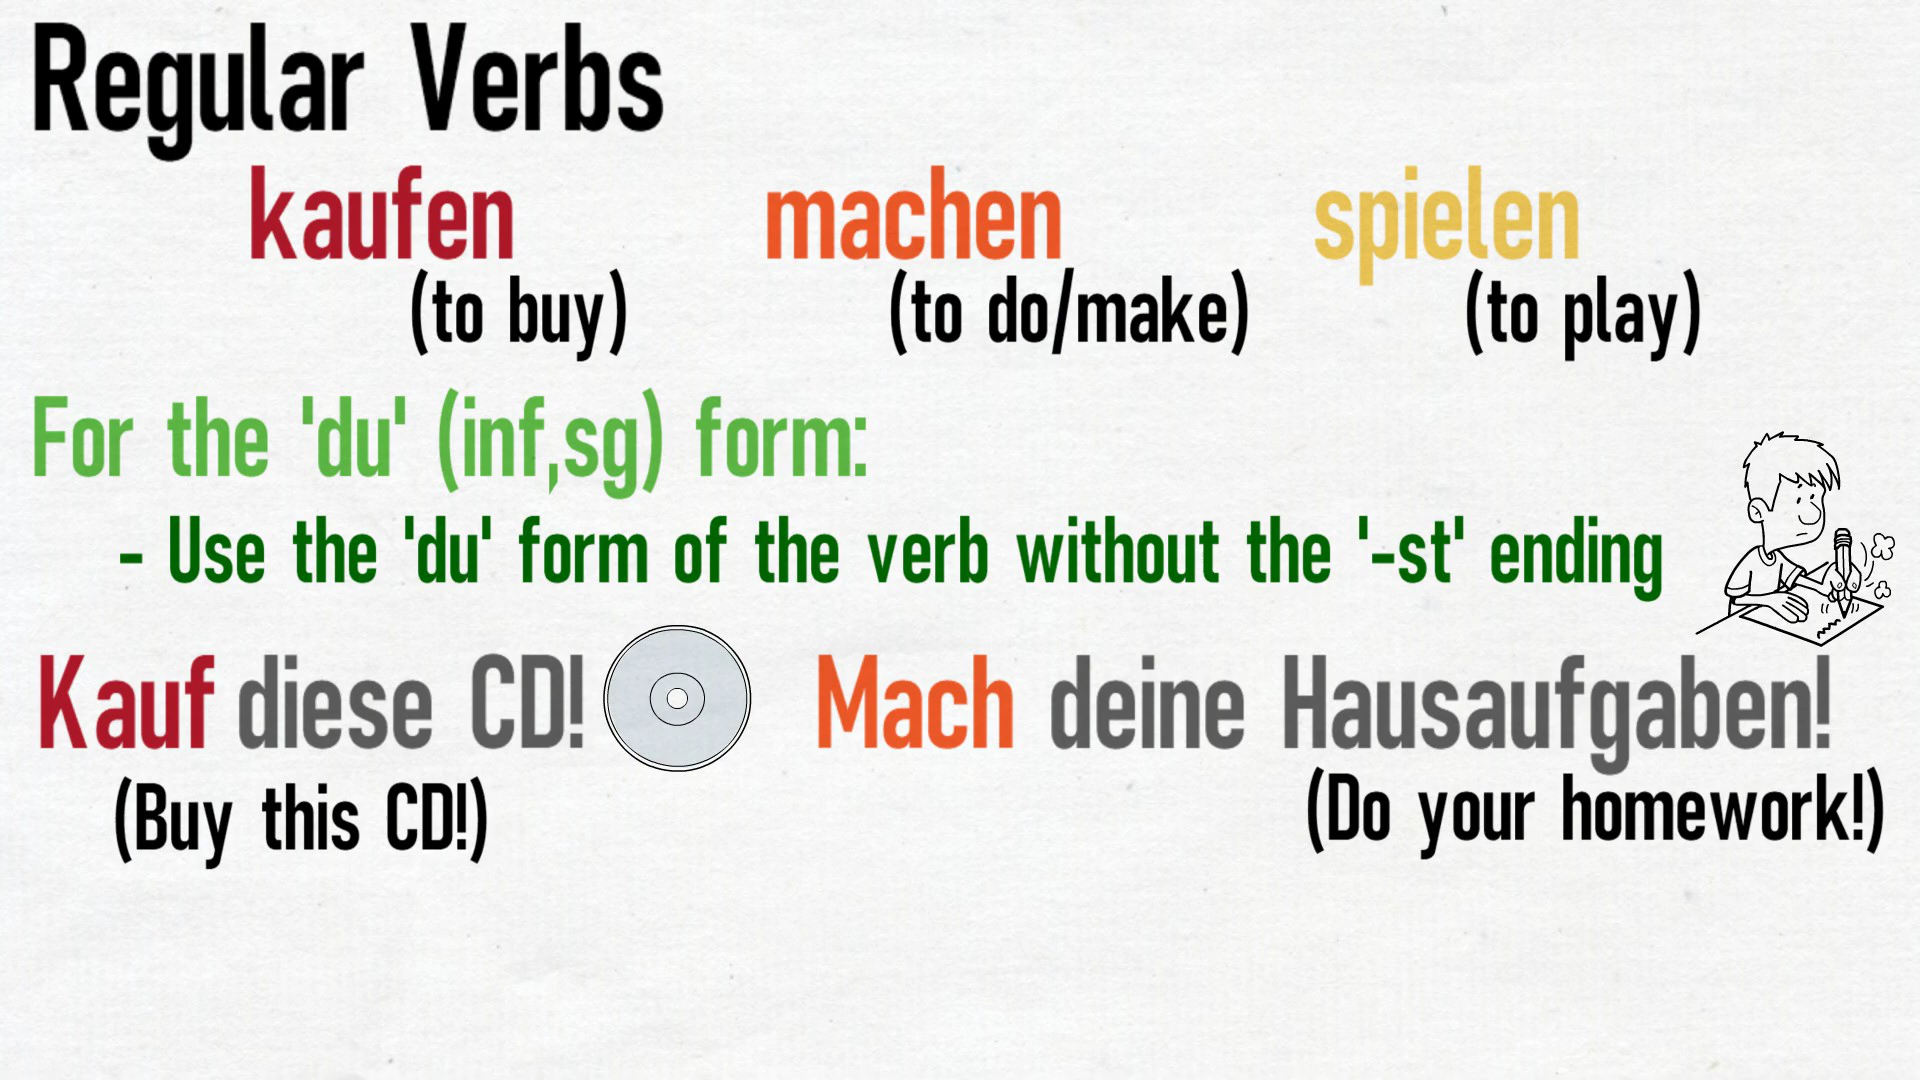 Regular Verbs
kaufen machen spielen
(to buy) (to do/make) (to play)
For the 'du' (inf,sg) form:
- Use the 'du' form of the verb without the '-st' ending
Kauf diese CD! Mach deine Hausaufgaben!
(Buy this CD!) (Do your homework!)